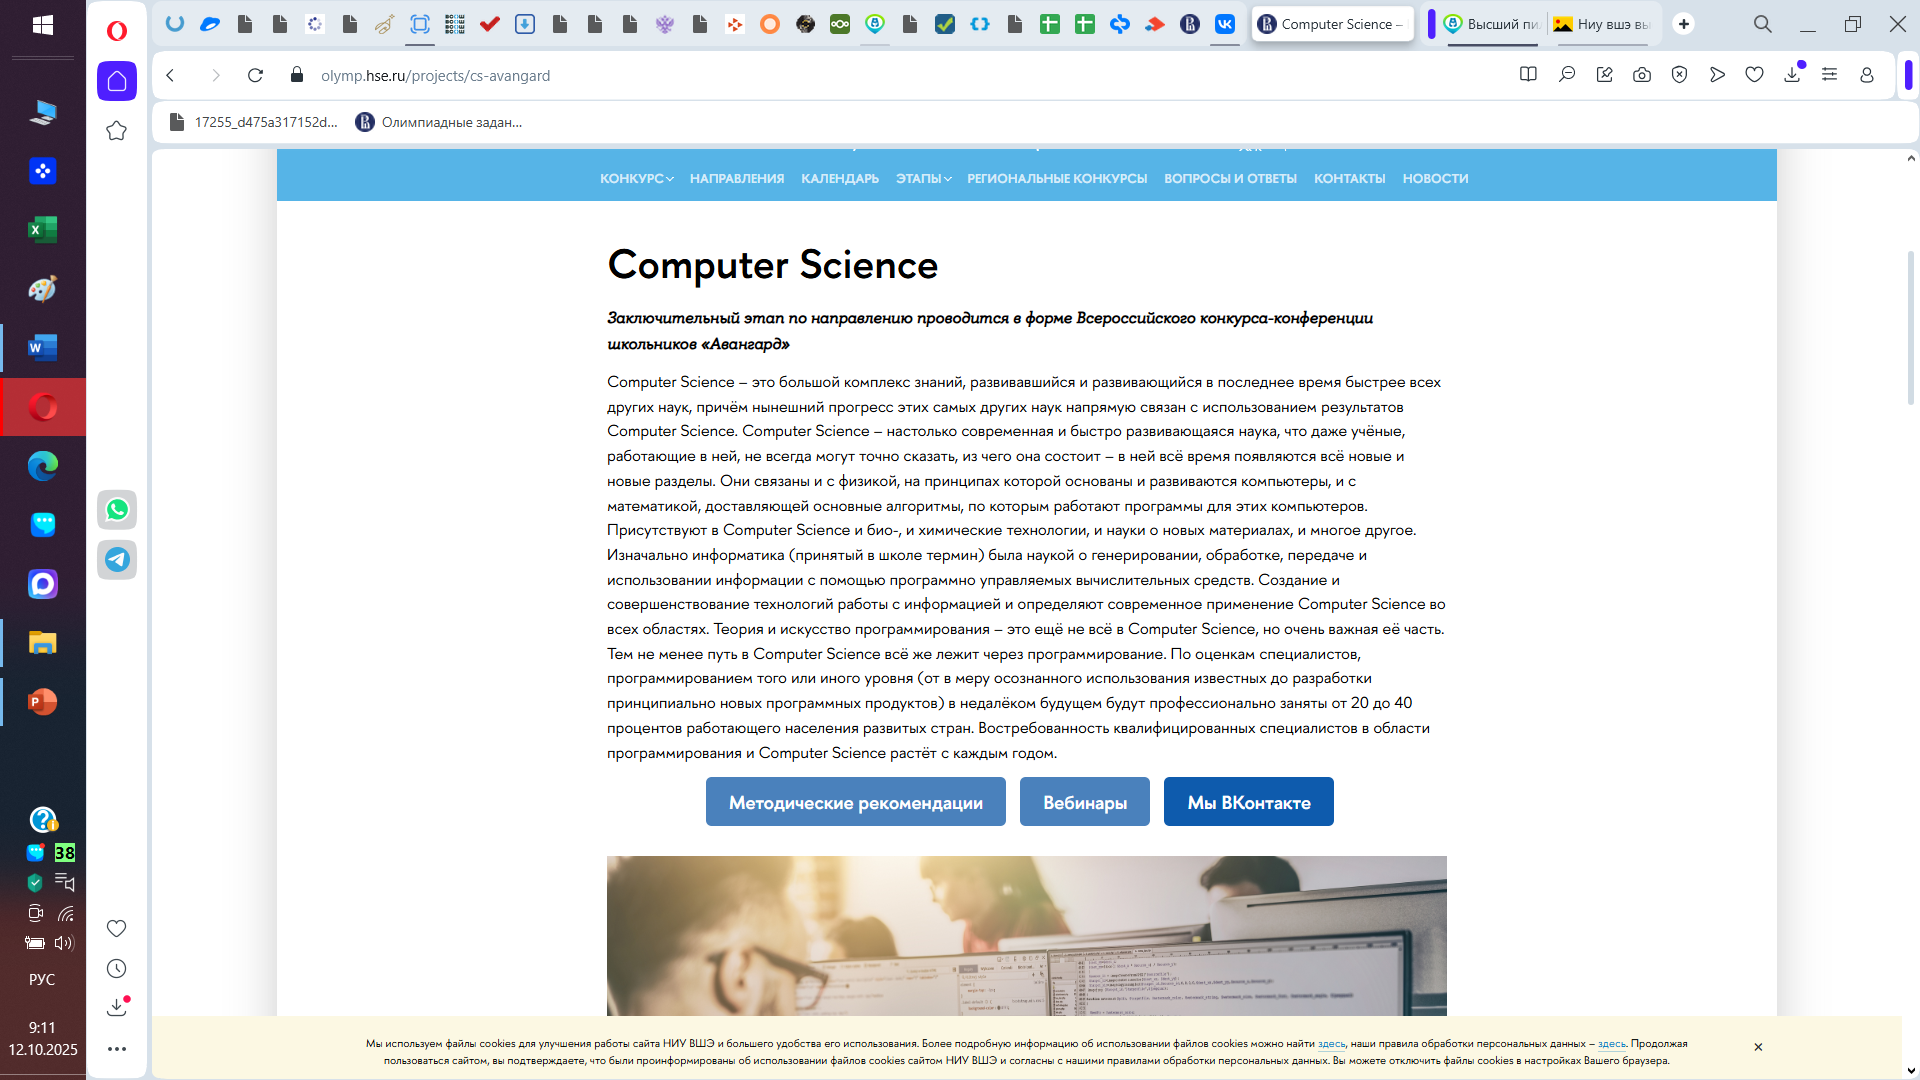 Computer Science –
Высший пи
Ниу вшэ вы
olymp.hse.ru/projects/cs-avangard
17255_d475a317152d...
Олимпиадные задан...
КОНКУРС
НАПРАВЛЕНИЯ
КАЛЕНДАРЬ
ЭТАПЫ
РЕГИОНАЛЬНЫЕ КОНКУРСЫ
ВОПРОСЫ И ОТВЕТЫ
КОНТАКТЫ
НОВОСТИ
Computer Science
Заключительный этап по направлению проводится в форме Всероссийского конкурса-конференции
школьников «Авангард»
Computer Science – это большой комплекс знаний, развивавшийся и развивающийся в последнее время быстрее всех
других наук, причём нынешний прогресс этих самых других наук напрямую связан с использованием результатов
Computer Science. Computer Science – настолько современная и быстро развивающаяся наука, что даже учёные,
работающие в ней, не всегда могут точно сказать, из чего она состоит – в ней всё время появляются всё новые и
новые разделы. Они связаны и с физикой, на принципах которой основаны и развиваются компьютеры, и с
математикой, доставляющей основные алгоритмы, по которым работают программы для этих компьютеров.
Присутствуют в Computer Science и био-, и химические технологии, и науки о новых материалах, и многое другое.
Изначально информатика (принятый в школе термин) была наукой о генерировании, обработке, передаче и
использовании информации с помощью программно управляемых вычислительных средств. Создание и
совершенствование технологий работы с информацией и определяют современное применение Computer Science во
всех областях. Теория и искусство программирования – это ещё не всё в Computer Science, но очень важная её часть.
Тем не менее путь в Computer Science всё же лежит через программирование. По оценкам специалистов,
программированием того или иного уровня (от в меру осознанного использования известных до разработки
принципиально новых программных продуктов) в недалёком будущем будут профессионально заняты от 20 до 40
процентов работающего населения развитых стран. Востребованность квалифицированных специалистов в области
программирования и Computer Science растёт с каждым годом.
Методические рекомендации
Вебинары
Мы ВКонтакте
Мы используем файлы cookies для улучшения работы сайта НИУ ВШЭ и большего удобства его использования. Более подробную информацию об использовании файлов cookies можно найти здесь, наши правила обработки персональных данных – здесь. Продолжая
пользоваться сайтом, вы подтверждаете, что были проинформированы об использовании файлов cookies сайтом НИУ ВШЭ и согласны с нашими правилами обработки персональных данных. Вы можете отключить файлы cookies в настройках Вашего браузера.
38
РУС
9:11
12.10.2025